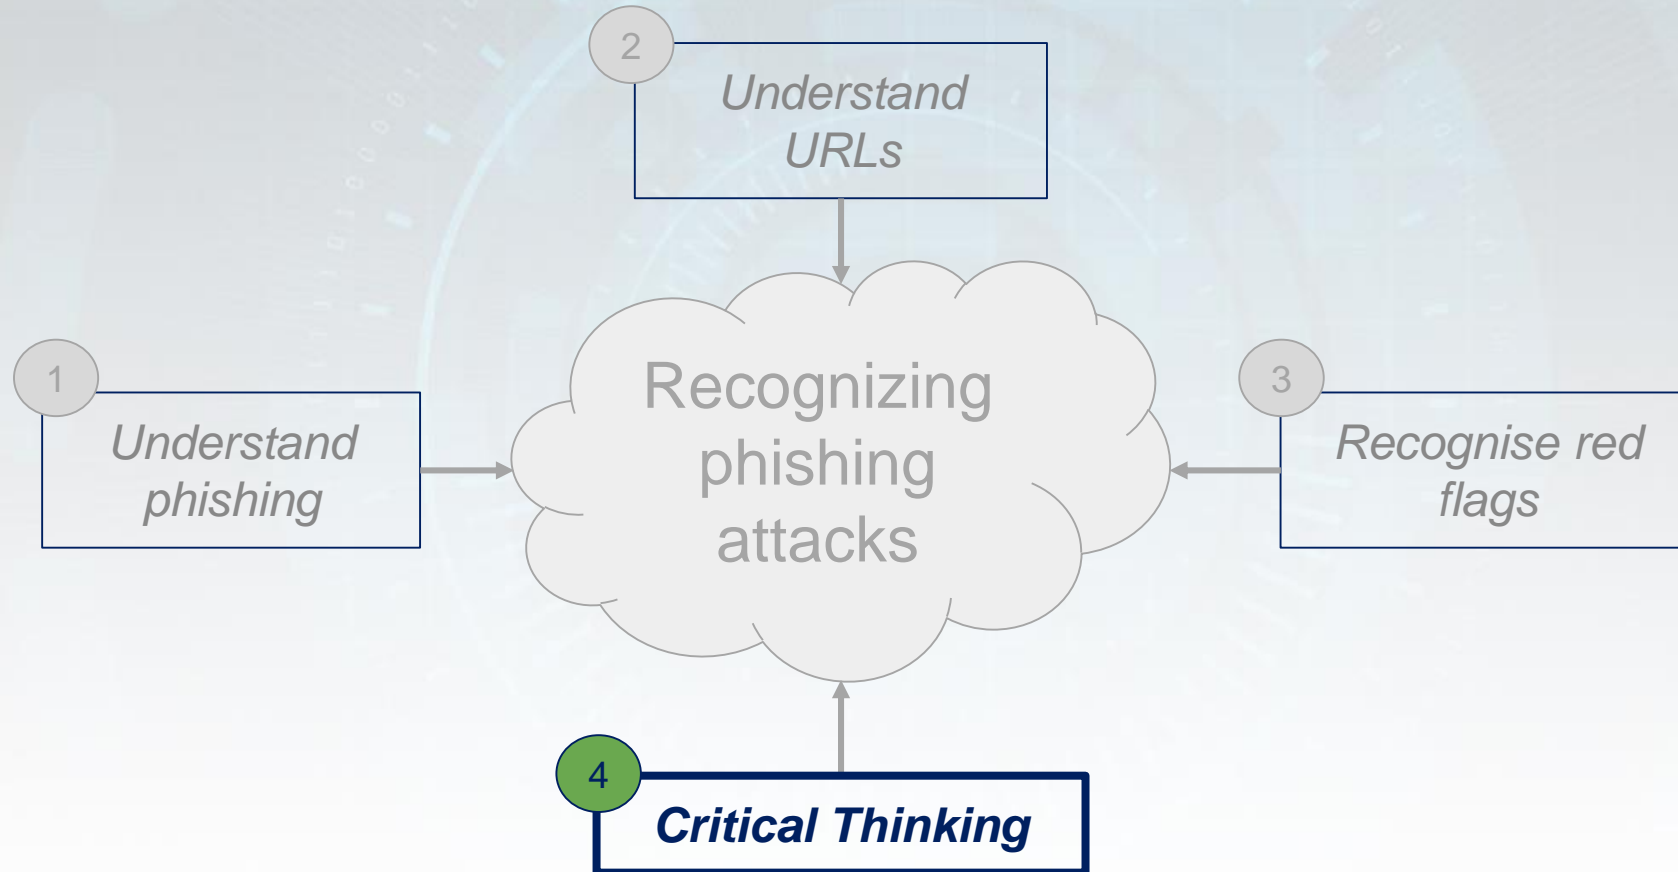 2
Understand
URLs
1
Understand
phishing
Recognizing
phishing
attacks
3
Recognise red
flags
4
Critical Thinking